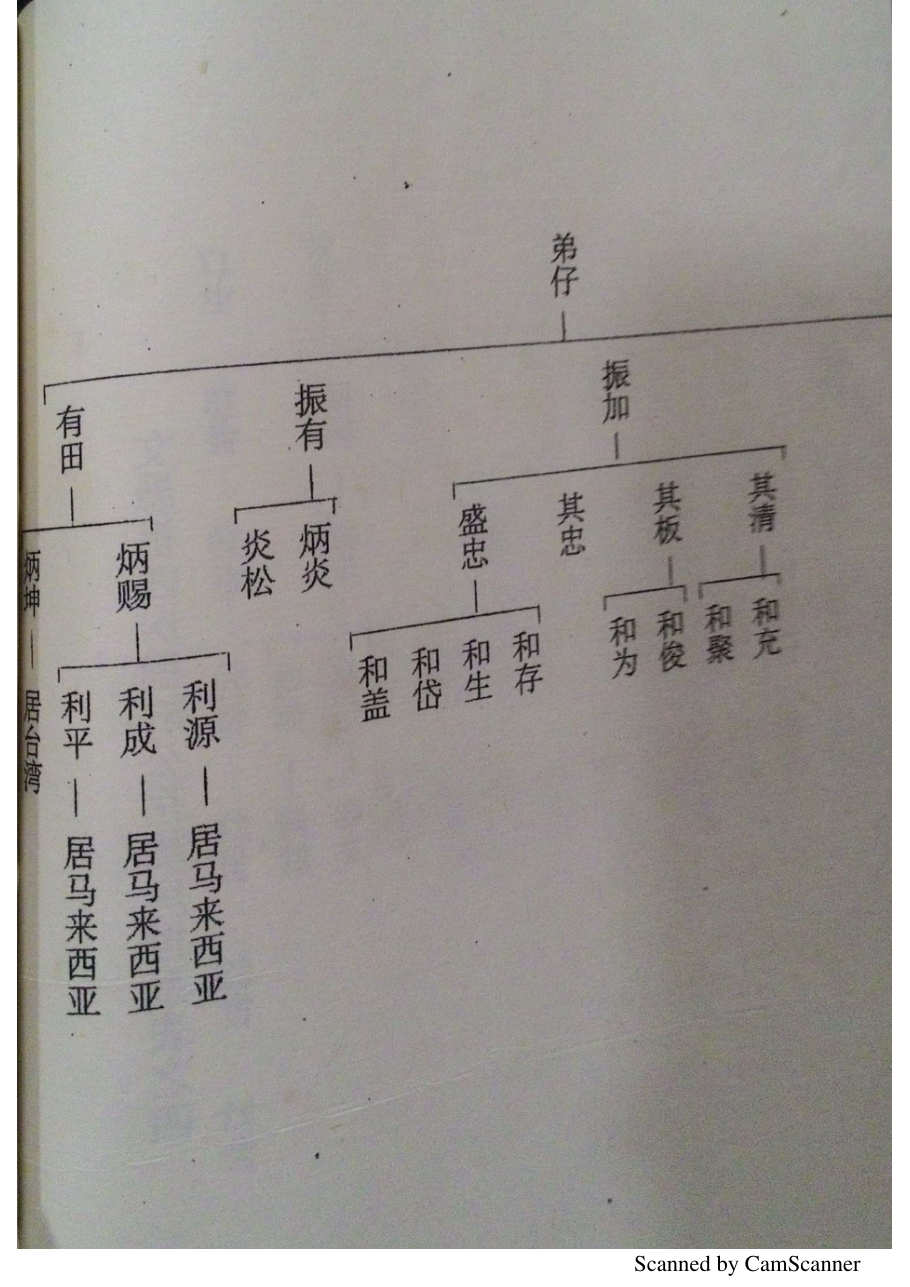 弟仔
振加
振有
有田
其清
其板
其忠
盛忠
炳炎
炎松
炳赐
炳坤
居台湾
和充
和聚
和俊
和为
和存
和生
和岱
和盖
利源
居马来西亚
利成
居马来西亚
利平
居马来西亚
Scanned by CamScanner